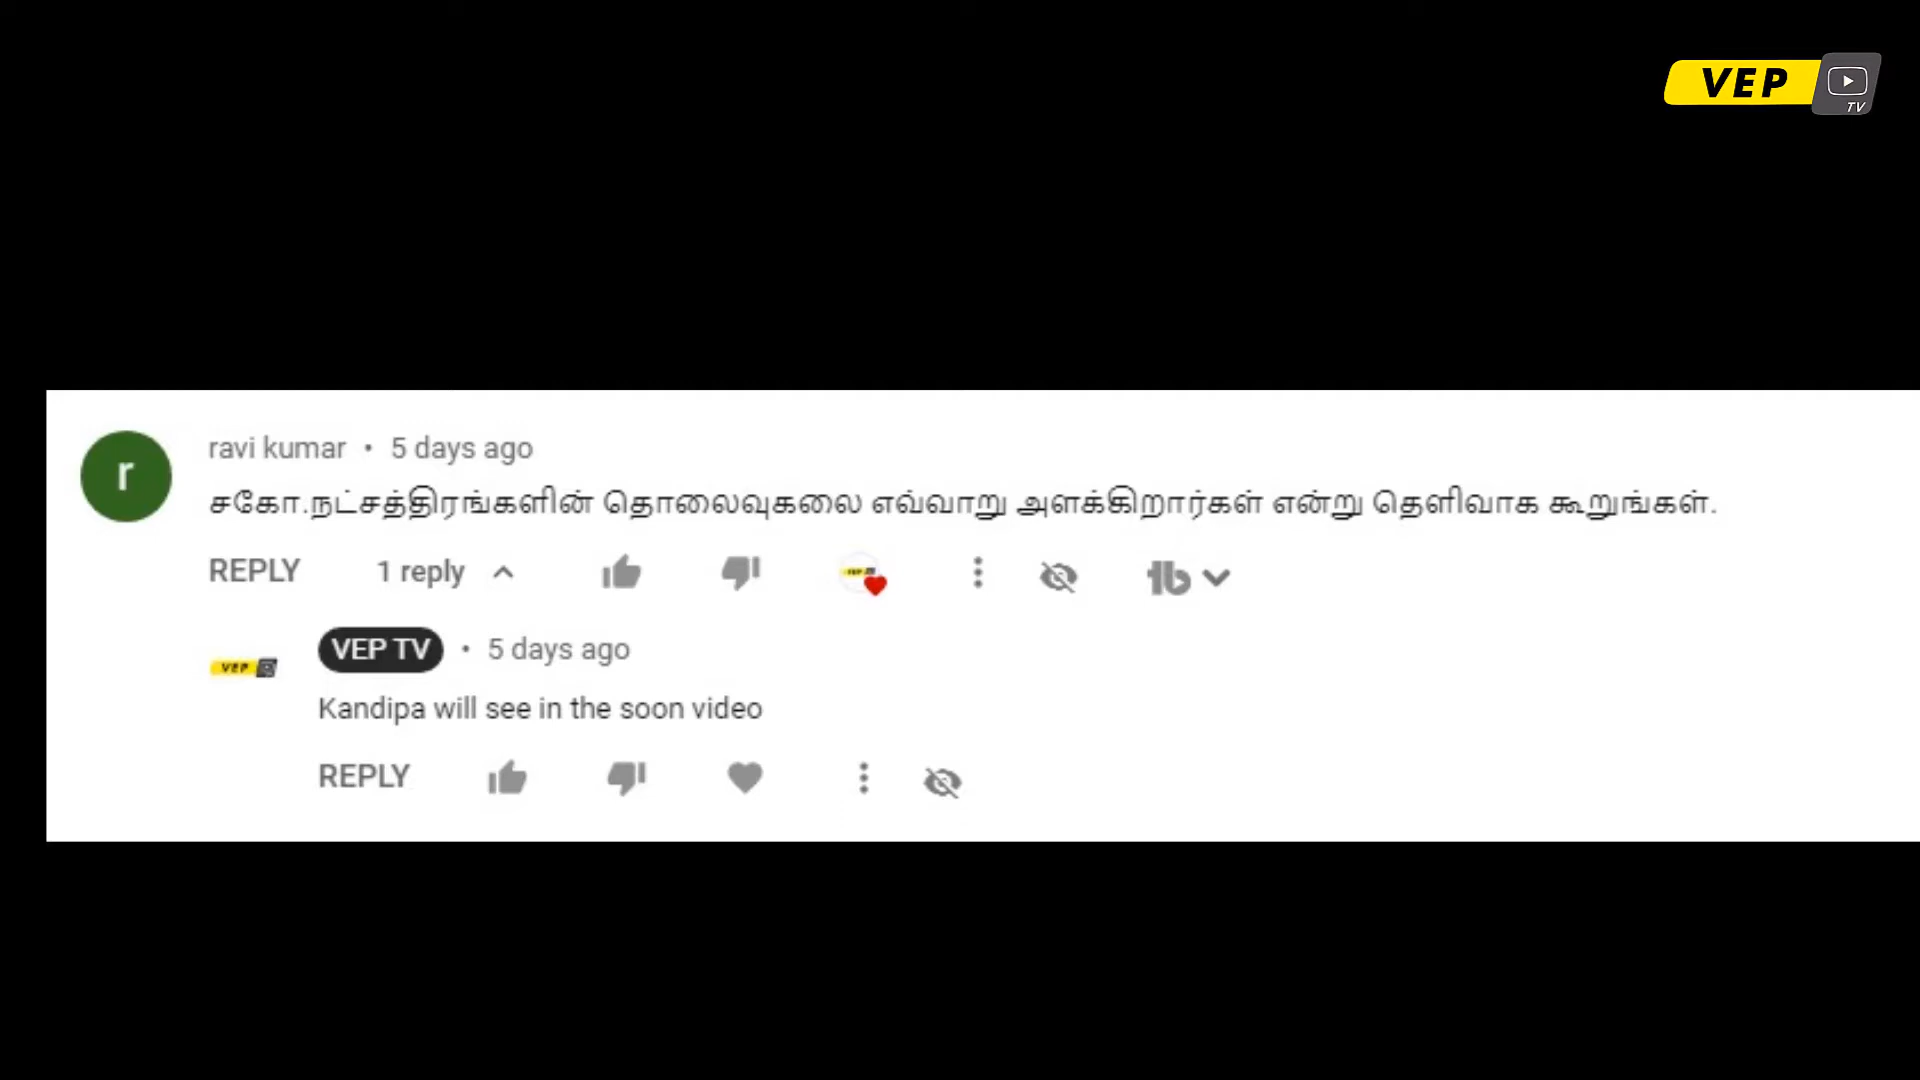 VEP
TV
r
ravi kumar • 5 days ago
சகோ.நட்சத்திரங்களின் தொலைவுகலை எவ்வாறு அளக்கிறார்கள் என்று தெளிவாக கூறுங்கள்.
REPLY 1 reply
VEP
VEP TV • 5 days ago
Kandipa will see in the soon video
REPLY